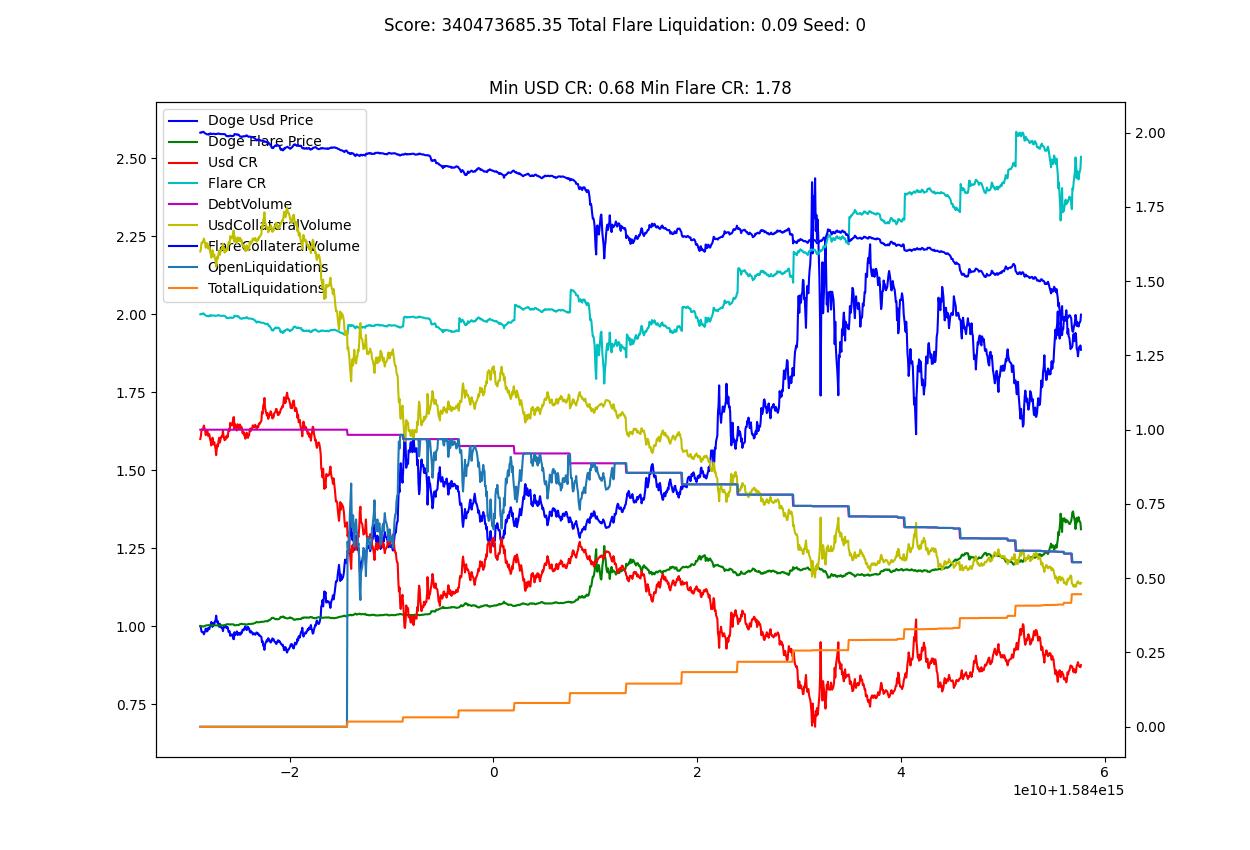 Score: 340473685.35 Total Flare Liquidation: 0.09 Seed: 0
Min USD CR: 0.68 Min Flare CR: 1.78
Doge Usd Price
Doge Flare Price
Usd CR
Flare CR
DebtVolume
UsdCollateralVolume
FlareCollateralVolume
OpenLiquidations
TotalLiquidations
2.50
2.25
2.00
1.75
1.50
1.25
1.00
0.75
2.00
1.75
1.50
1.25
1.00
0.75
0.50
0.25
0.00
−2 0 2 4 6
1e10+1.584e15